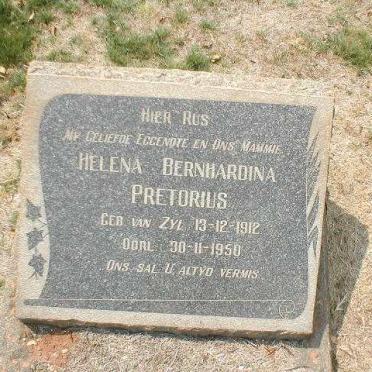 HIER RUS
MY GELIEFDE EGGENOTE EN ONS MAMMIE
HELENA BERNHARDINA
PRETORIUS
GEB VAN ZYL 13-12-1912
OORL 30-11-1950
ONS SAL U ALTYD VERMIS